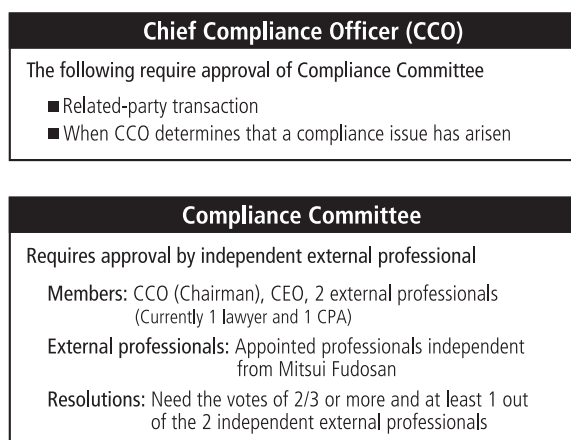 Chief Compliance Officer (CCO)
The following require approval of Compliance Committee
■ Related-party transaction
■ When CCO determines that a compliance issue has arisen
Compliance Committee
Requires approval by independent external professional
Members: CCO (Chairman), CEO, 2 external professionals
(Currently 1 lawyer and 1 CPA)
External professionals: Appointed professionals independent
from Mitsui Fudosan
Resolutions: Need the votes of 2/3 or more and at least 1 out
of the 2 independent external professionals